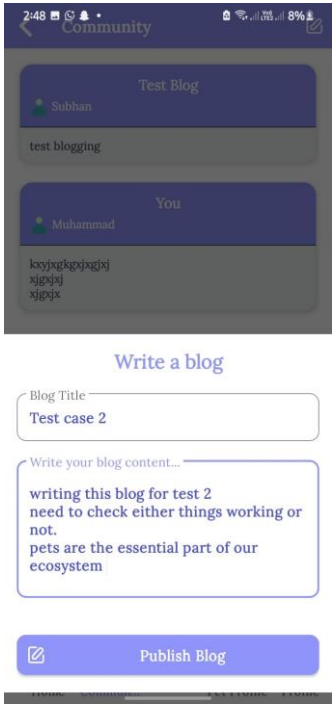 2:48
8%
Community
Test Blog
Subhan
test blogging
You
Muhammad
kxyjxgkgxjxgjxj
xjgxjxj
xjgxjx
Write a blog
Blog Title
Test case 2
Write your blog content...
writing this blog for test 2
need to check either things working or
not.
pets are the essential part of our
ecosystem
Publish Blog